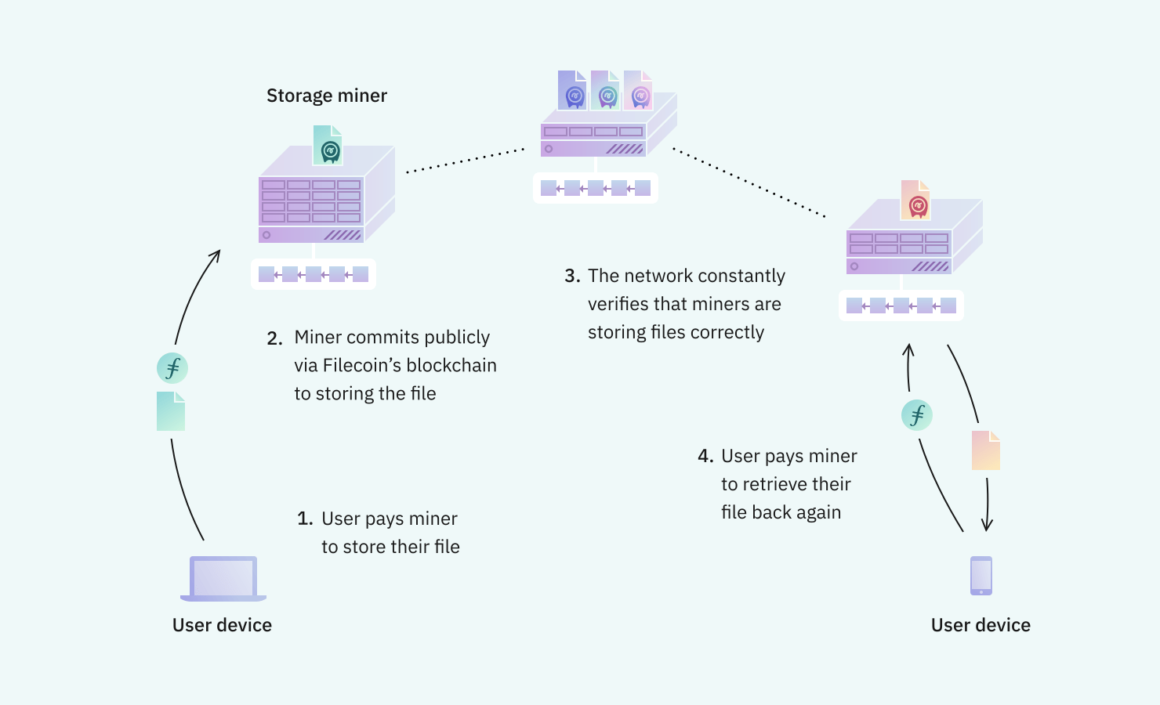 Storage miner
2. Miner commits publicly
via Filecoin’s blockchain
to storing the file
3. The network constantly
verifies that miners are
storing files correctly
1. User pays miner
to store their file
4. User pays miner
to retrieve their
file back again
User device
User device